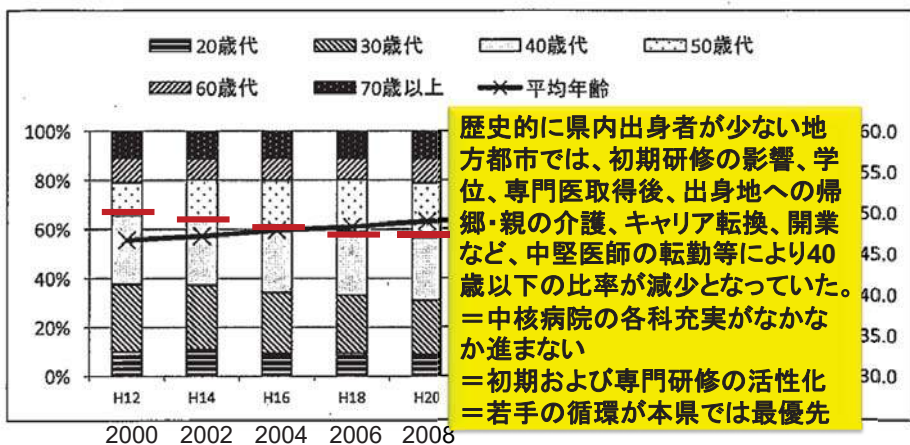 20歳代 30歳代 40歳代 50歳代
60歳代 70歳以上 平均年齢
100%
80%
60%
40%
20%
0%
60.0
55.0
50.0
45.0
40.0
35.0
30.0
歴史的に県内出身者が少ない地
方都市では、初期研修の影響、学
位、専門医取得後、出身地への帰
郷・親の介護、キャリア転換、開業
など、中堅医師の転勤等により40
歳以下の比率が減少となっていた。
＝中核病院の各科充実がなかな
か進まない
＝初期および専門研修の活性化
＝若手の循環が本県では最優先
H12 H14 H16 H18 H20
2000 2002 2004 2006 2008